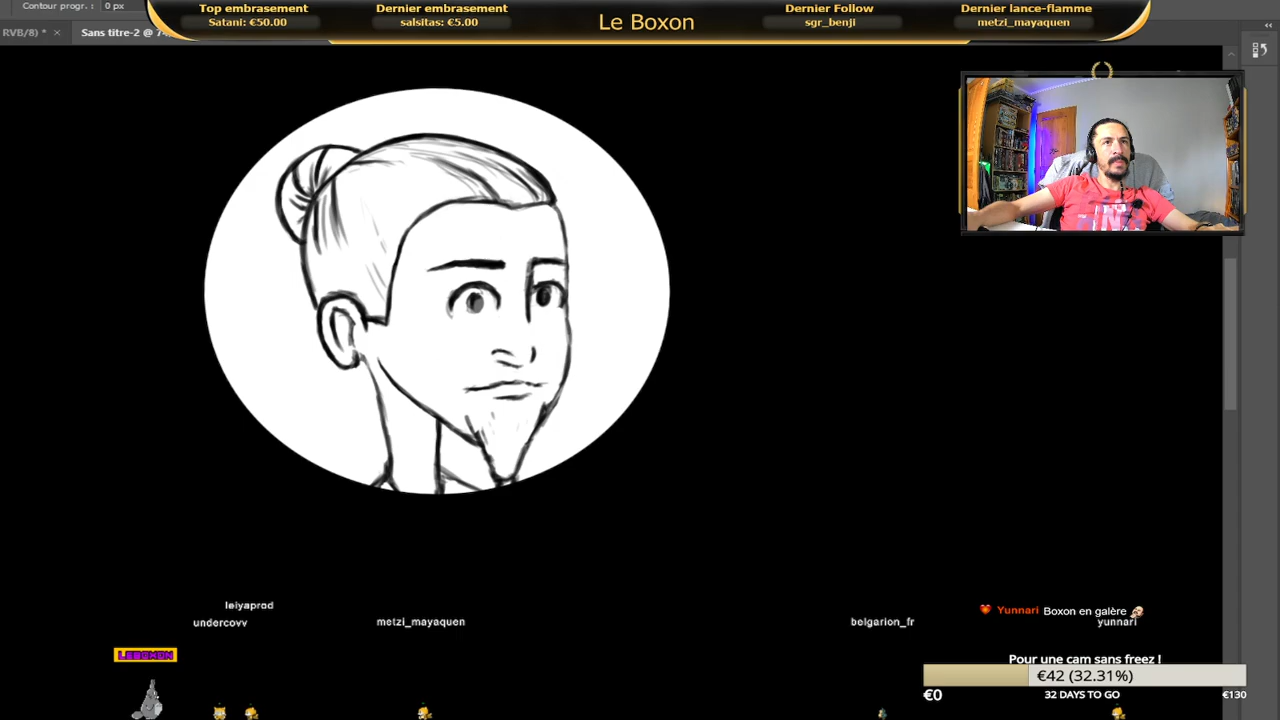 Contour progr. : 0 px
Top embrasement
Satani: €50.00
Dernier embrasement
salsitas: €5.00
Le Boxon
Dernier Follow
sgr_benji
Dernier lance-flamme
metzi_mayaquen
RVB/8) * ×
Sans titre-2 @ 7
leiyaprod
undercovv
metzi_mayaquen
belgarion_fr
Yunnari Boxon en galère
yunnari
LEBOXON
Pour une cam sans freez !
€42 (32.31%)
€0
32 DAYS TO GO
€130